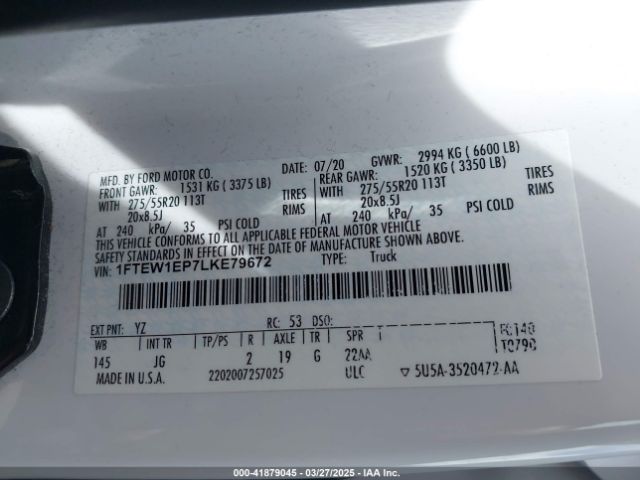 MFD. BY FORD MOTOR CO. DATE: 07/20 GVWR: 2994 KG ( 6600 LB)
FRONT GAWR: 1531 KG ( 3375 LB) REAR GAWR: 1520 KG ( 3350 LB)
WITH 275/55R20 113T TIRES WITH 275/55R20 113T TIRES
20x8.5J RIMS 20x8.5J RIMS
AT 240 kPa/ 35 PSI COLD AT 240 kPa/ 35 PSI COLD
THIS VEHICLE CONFORMS TO ALL APPLICABLE FEDERAL MOTOR VEHICLE
SAFETY STANDARDS IN EFFECT ON THE DATE OF MANUFACTURE SHOWN ABOVE.
VIN: 1FTEW1EP7LKE79672 TYPE: Truck
EXT PNT: YZ RC: 53 DSO:
WB INT TR TP/PS R AXLE TR SPR
145 JG 2 19 G 22AA
MADE IN U.S.A. 2202007257025 ULC ▽ 5U5A-3520472-AA
000-41879045 - 03/27/2025 - IAA Inc.